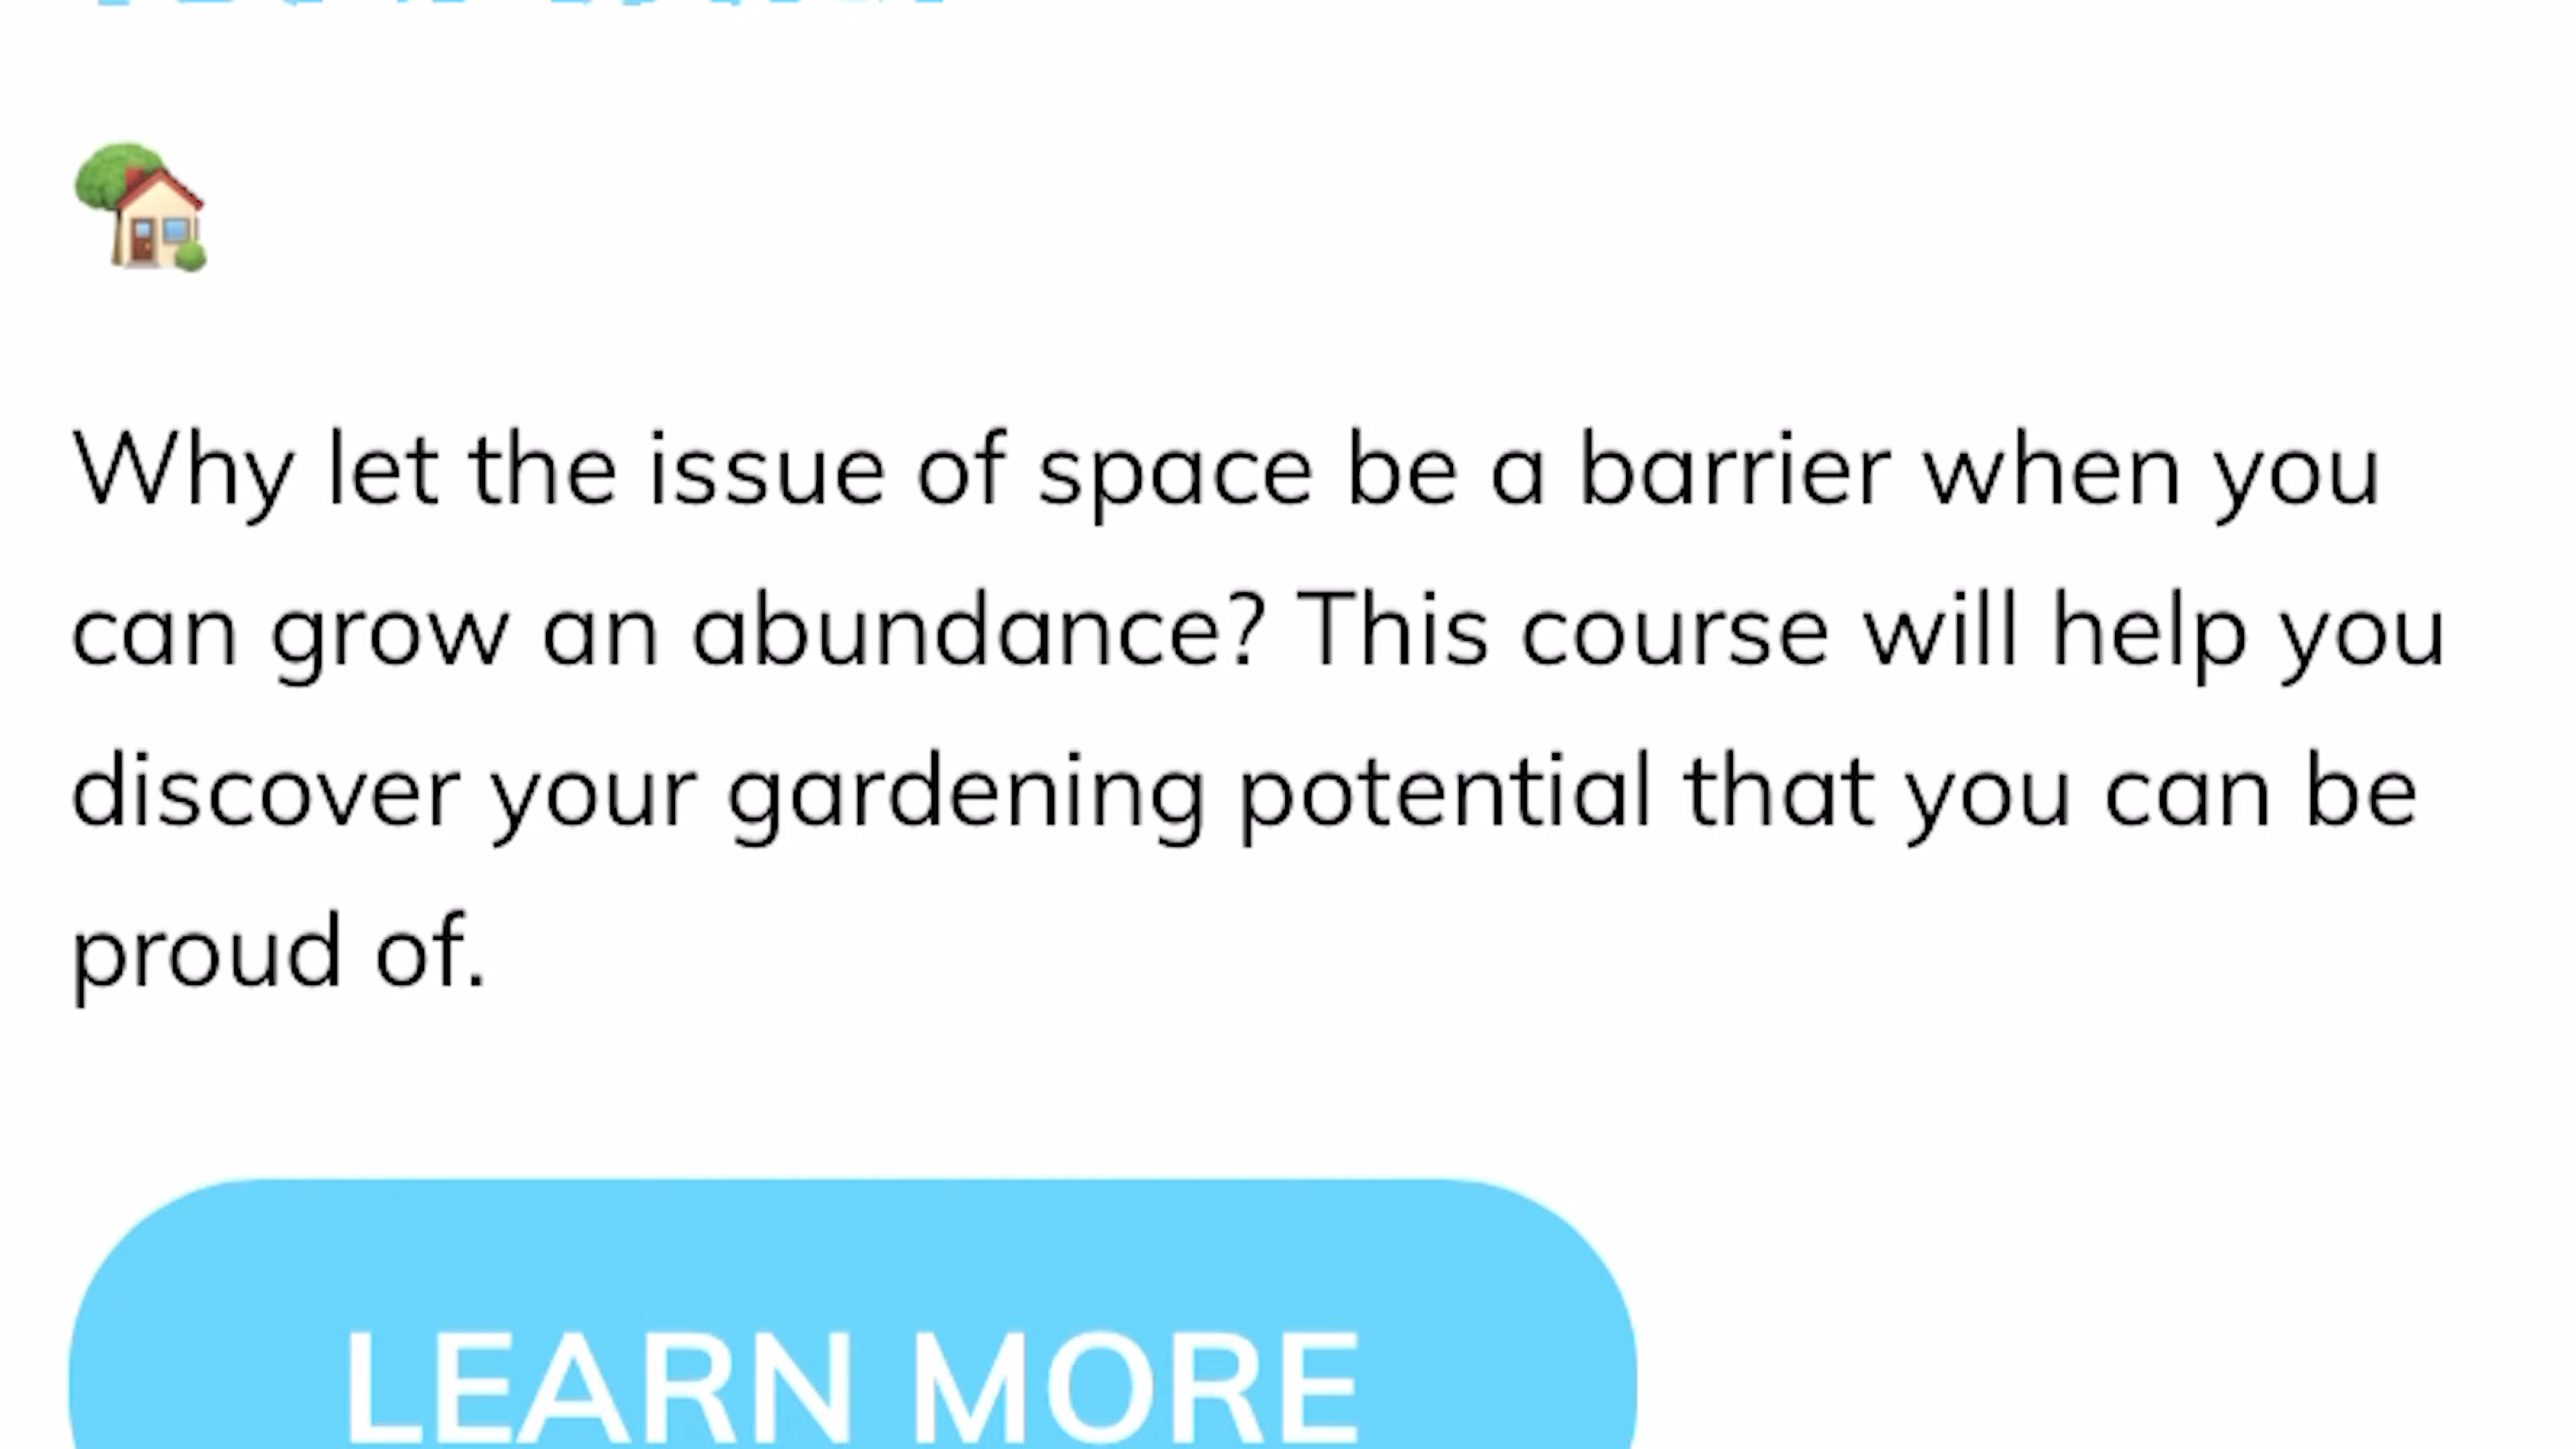 Why let the issue of space be a barrier when you
can grow an abundance? This course will help you
discover your gardening potential that you can be
proud of.
LEARN MORE